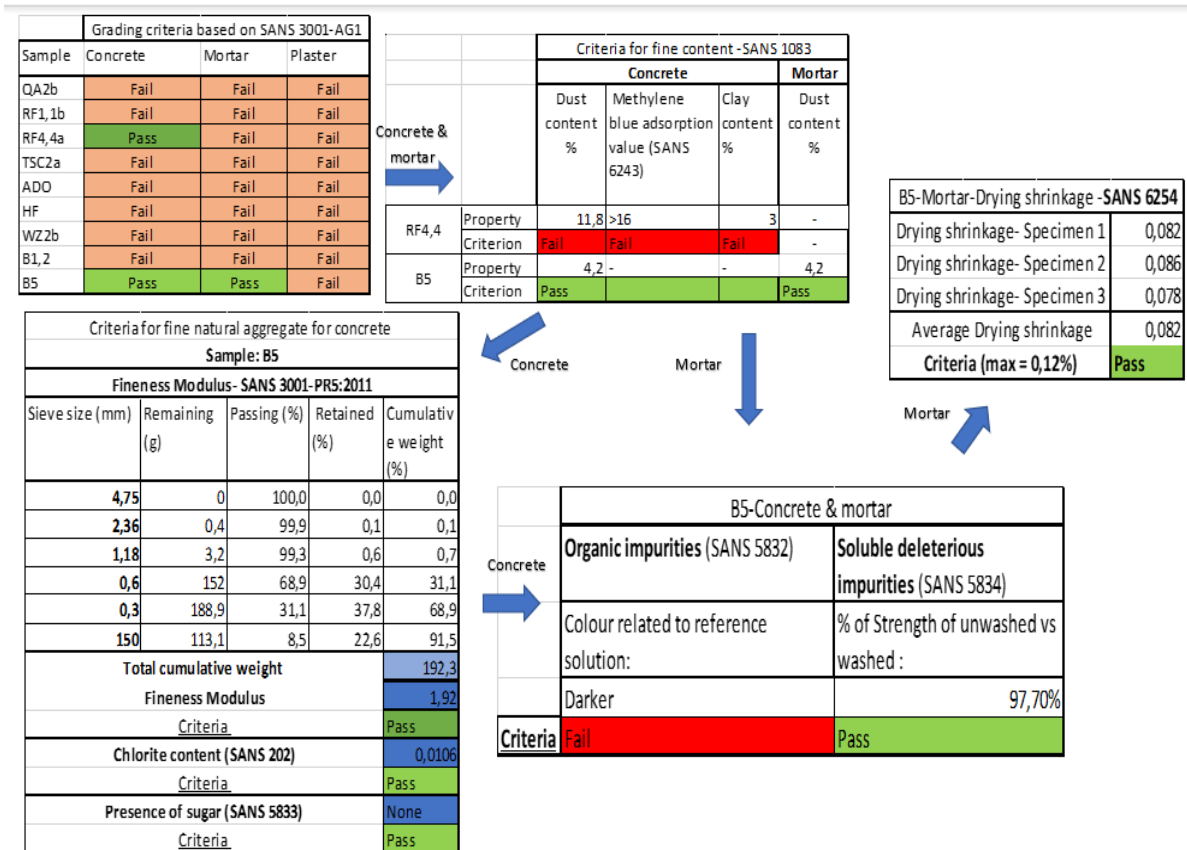 Grading criteria based on SANS 3001-AG1
Sample Concrete Mortar Plaster
QA2b Fail Fail Fail
RF1,1b Fail Fail Fail
RF4,4a Pass Fail Fail
TSC2a Fail Fail Fail
ADO Fail Fail Fail
HF Fail Fail Fail
WZ2b Fail Fail Fail
B1,2 Fail Fail Fail
B5 Pass Pass Fail
Concrete &
mortar
Criteria for fine content -SANS 1083
Concrete Mortar
Dust Methylene Clay Dust
content blue adsorption content content
% value (SANS % %
6243)
RF4,4 Property 11,8 >16 3 -
Criterion Fail Fail Fail -
B5 Property 4,2 - - 4,2
Criterion Pass Pass
B5-Mortar-Drying shrinkage -SANS 6254
Drying shrinkage- Specimen 1 0,082
Drying shrinkage- Specimen 2 0,086
Drying shrinkage- Specimen 3 0,078
Average Drying shrinkage 0,082
Criteria (max = 0,12%) Pass
Concrete
Mortar
Mortar
Criteria for fine natural aggregate for concrete
Sample: B5
Fineness Modulus- SANS 3001-PR5:2011
Sieve size (mm) Remaining Passing (%) Retained Cumulativ
(g) (%) e weight
(%)
4,75 0 100,0 0,0 0,0
2,36 0,4 99,9 0,1 0,1
1,18 3,2 99,3 0,6 0,7
0,6 152 68,9 30,4 31,1
0,3 188,9 31,1 37,8 68,9
150 113,1 8,5 22,6 91,5
Total cumulative weight 192,3
Fineness Modulus 1,92
Criteria Pass
Chlorite content (SANS 202) 0,0106
Criteria Pass
Presence of sugar (SANS 5833) None
Criteria Pass
Concrete
B5-Concrete & mortar
Organic impurities (SANS 5832) Soluble deleterious
impurities (SANS 5834)
Colour related to reference % of Strength of unwashed vs
solution: washed :
Darker 97,70%
Criteria Fail Pass